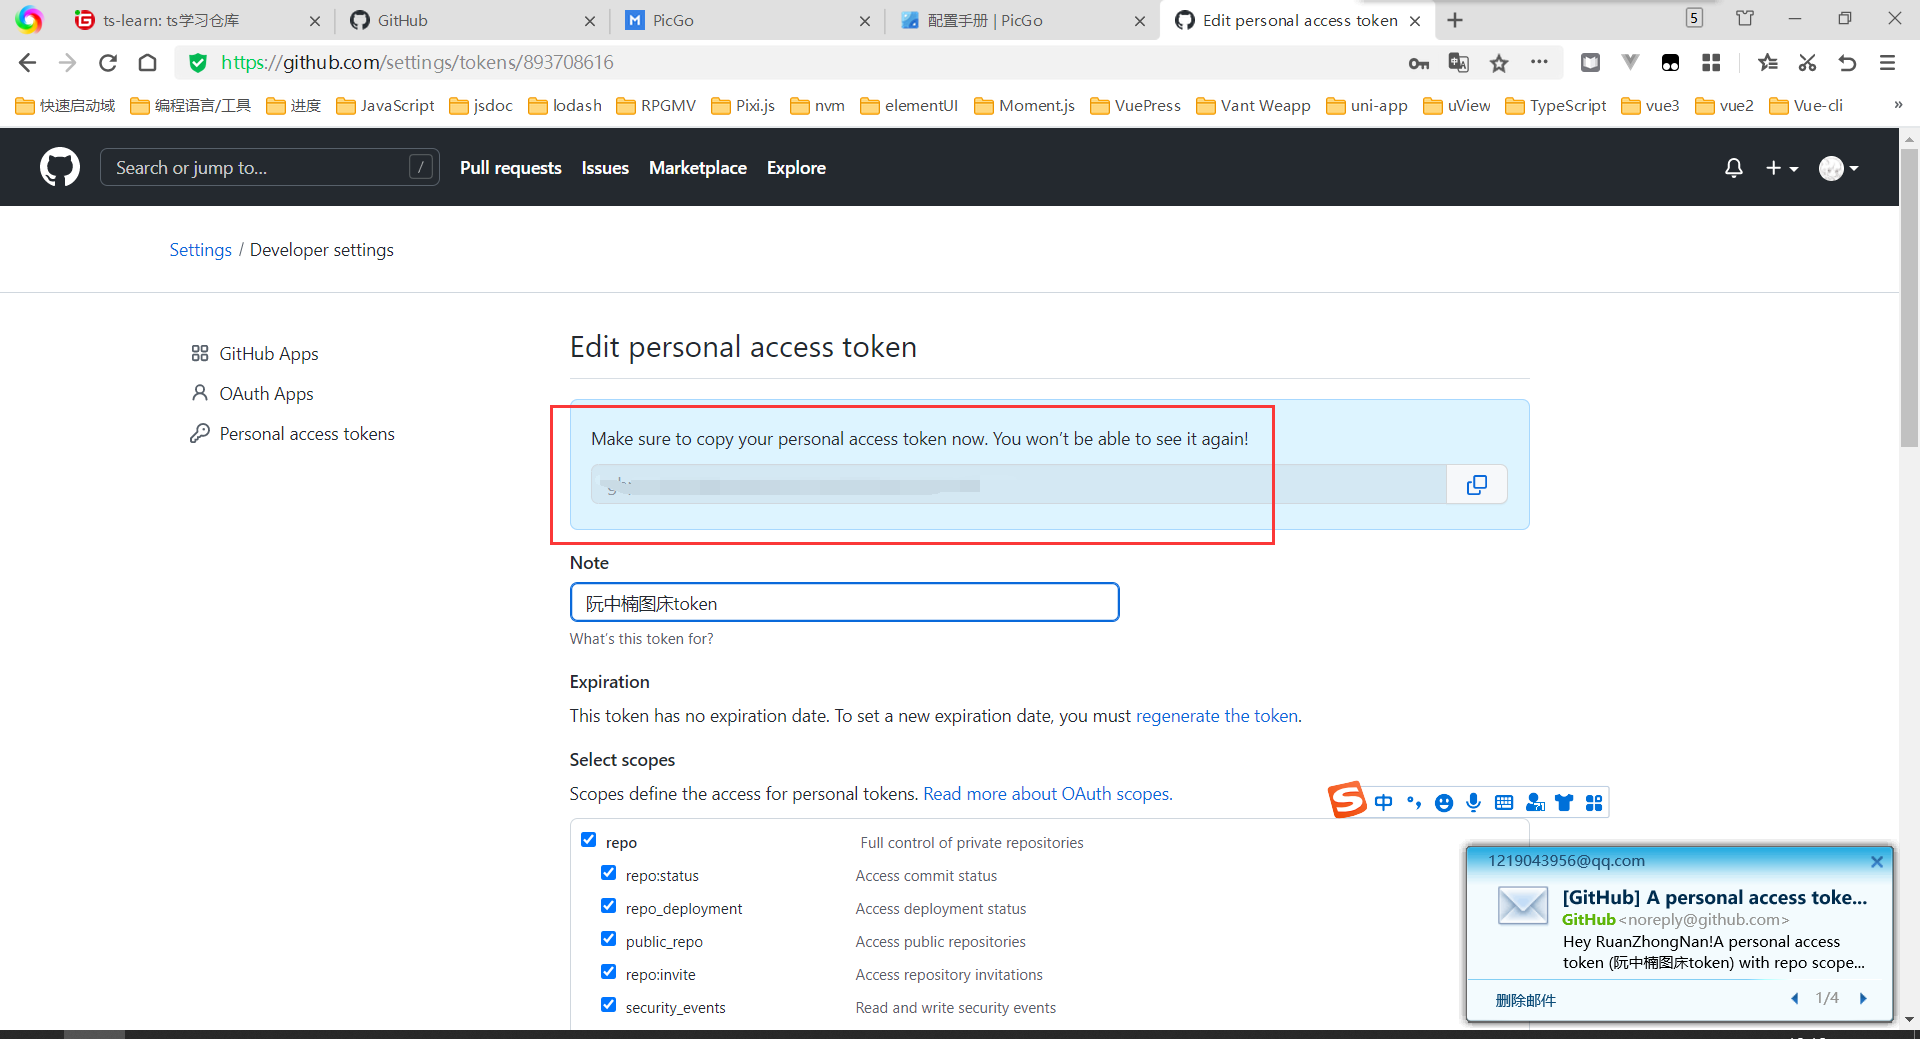 ts-learn: ts学习仓库
GitHub
PicGo
配置手册 | PicGo
Edit personal access token
5
https://github.com/settings/tokens/893708616
快速启动域
编程语言/工具
进度
JavaScript
jsdoc
lodash
RPGMV
Pixi.js
nvm
elementUI
Moment.js
VuePress
Vant Weapp
uni-app
uView
TypeScript
vue3
vue2
Vue-cli
»
Search or jump to...
/
Pull requests
Issues
Marketplace
Explore
Settings / Developer settings
GitHub Apps
OAuth Apps
Personal access tokens
Edit personal access token
Make sure to copy your personal access token now. You won't be able to see it again!
Note
阮中楠图床token
What's this token for?
Expiration
This token has no expiration date. To set a new expiration date, you must regenerate the token.
Select scopes
Scopes define the access for personal tokens. Read more about OAuth scopes.
repo Full control of private repositories
repo:status Access commit status
repo_deployment Access deployment status
public_repo Access public repositories
repo:invite Access repository invitations
security_events Read and write security events
中
1219043956@qq.com
[GitHub] A personal access toke...
GitHub <noreply@github.com>
Hey RuanZhongNan!A personal access
token (阮中楠图床token) with repo scope...
删除邮件
1/4